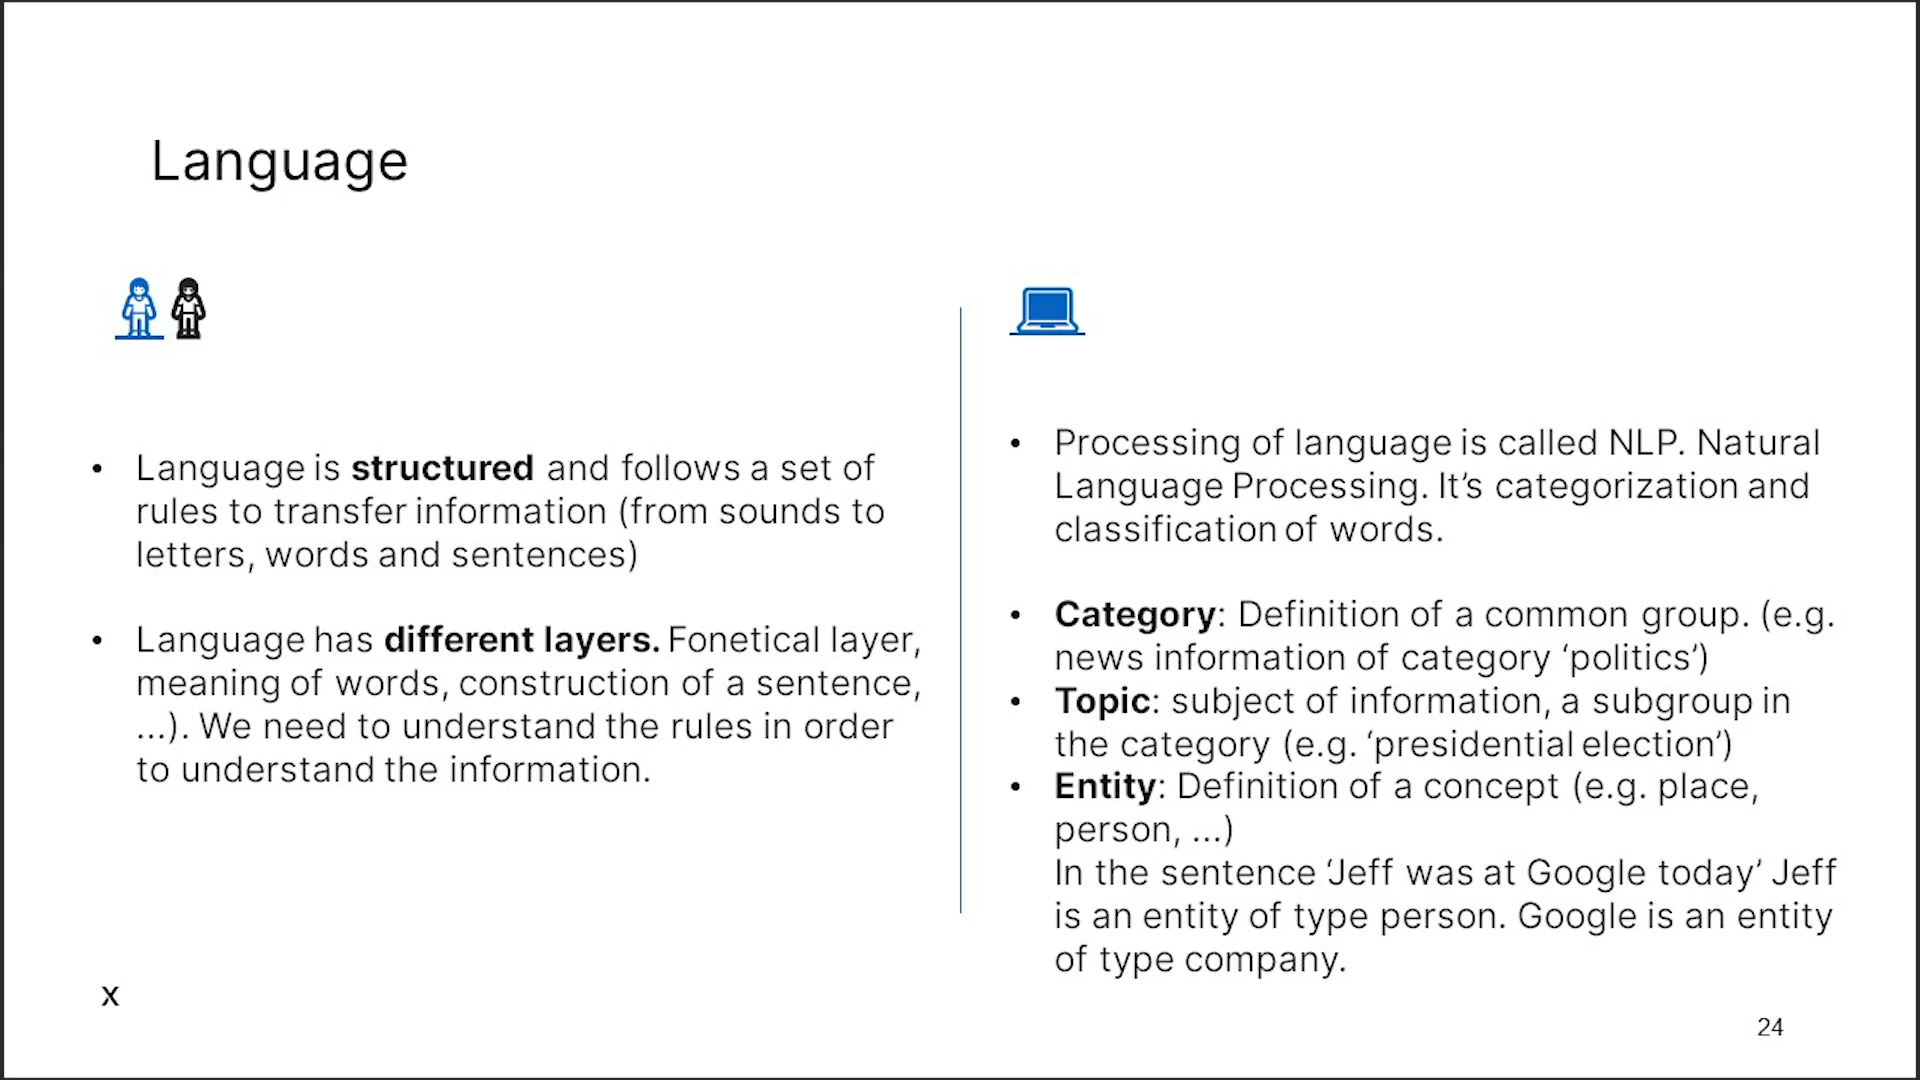 Language
• Language is structured and follows a set of
rules to transfer information (from sounds to
letters, words and sentences)
• Language has different layers. Fonetical layer,
meaning of words, construction of a sentence,
...). We need to understand the rules in order
to understand the information.
• Processing of language is called NLP. Natural
Language Processing. It’s categorization and
classification of words.
• Category: Definition of a common group. (e.g.
news information of category ‘politics’)
• Topic: subject of information, a subgroup in
the category (e.g. ‘presidential election’)
• Entity: Definition of a concept (e.g. place,
person, ...)
In the sentence ‘Jeff was at Google today’ Jeff
is an entity of type person. Google is an entity
of type company.
x
24